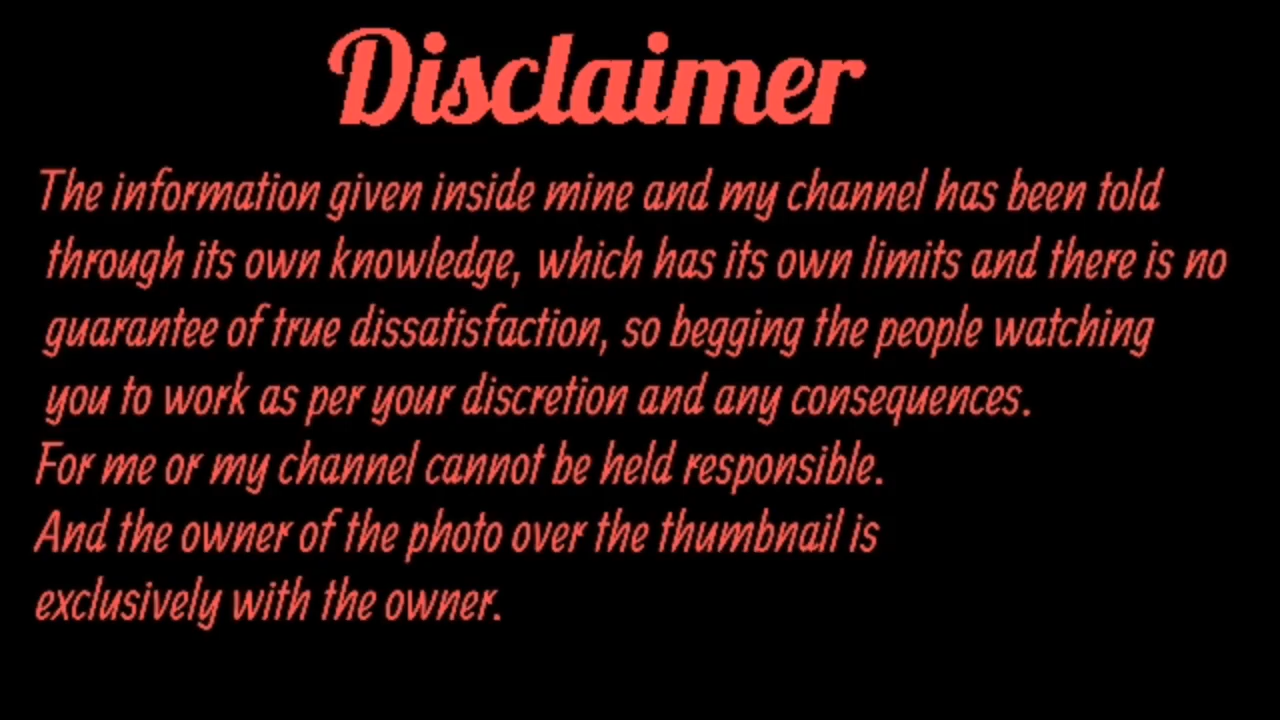 Disclaimer
The information given inside mine and my channel has been told
through its own knowledge, which has its own limits and there is no
guarantee of true dissatisfaction, so begging the people watching
you to work as per your discretion and any consequences.
For me or my channel cannot be held responsible.
And the owner of the photo over the thumbnail is
exclusively with the owner.